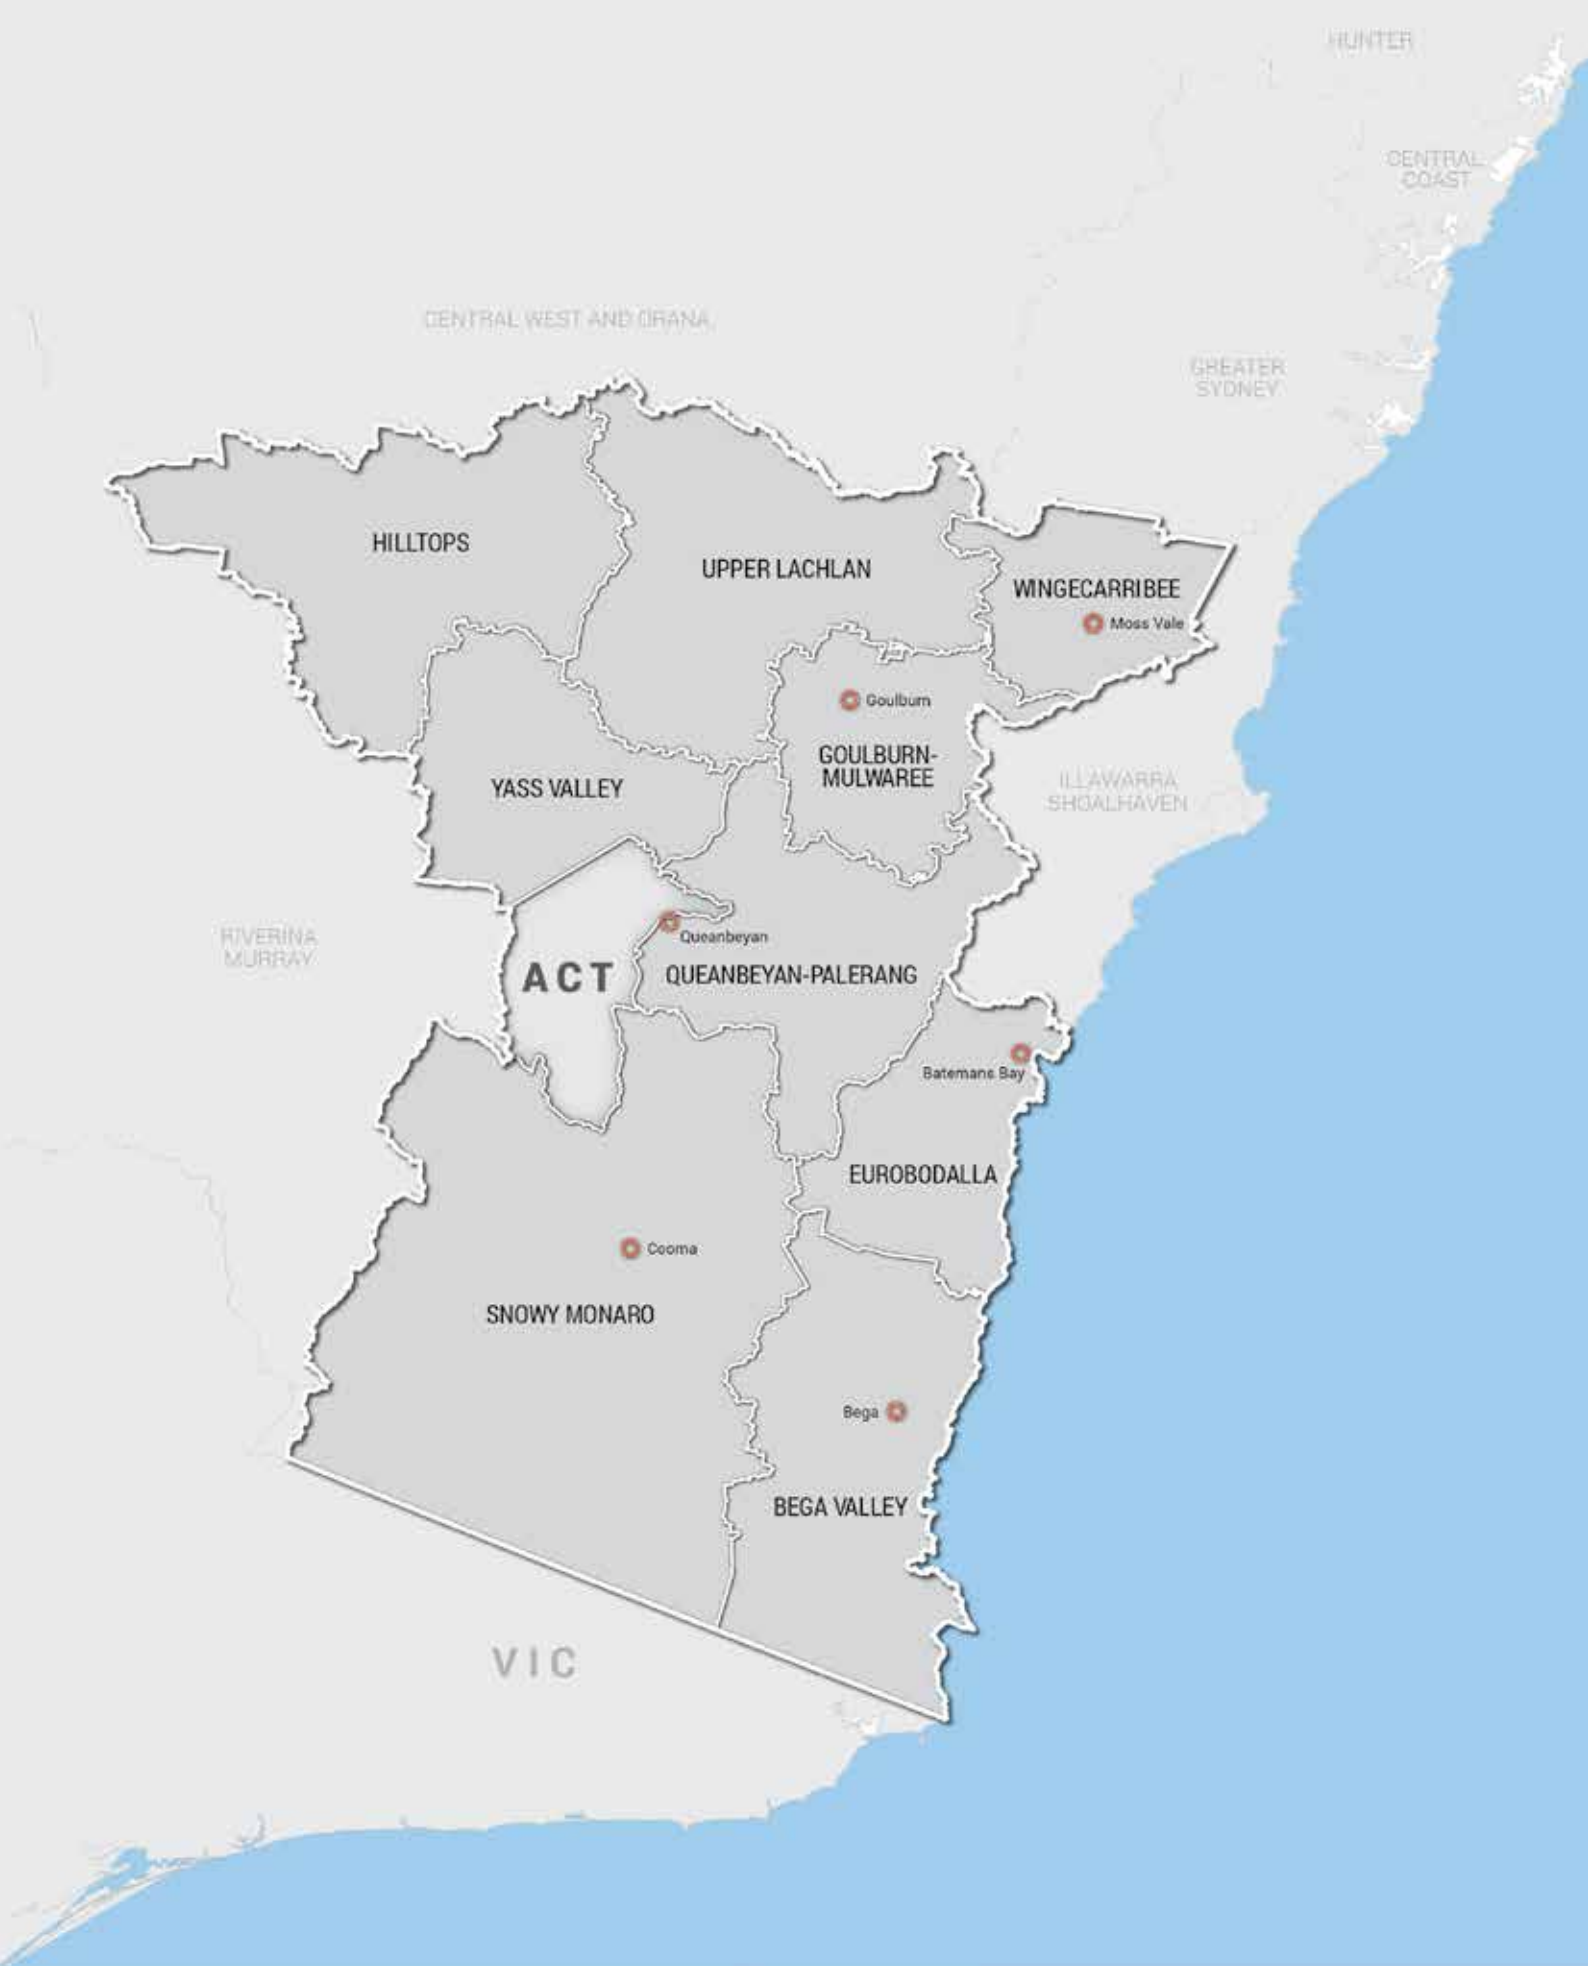 HUNTER
CENTRAL
COAST
CENTRAL WEST AND ORANA
GREATER
SYDNEY
HILLTOPS
UPPER LACHLAN
WINGECARRIBEE
Moss Vale
Goulburn
GOULBURN-
MULWAREE
YASS VALLEY
ILLAWARRA
SHOALHAVEN
RIVERINA
MURRAY
Queanbeyan
ACT
QUEANBEYAN-PALERANG
Batemans Bay
EUROBODALLA
Cooma
SNOWY MONARO
Bega
BEGA VALLEY
VIC